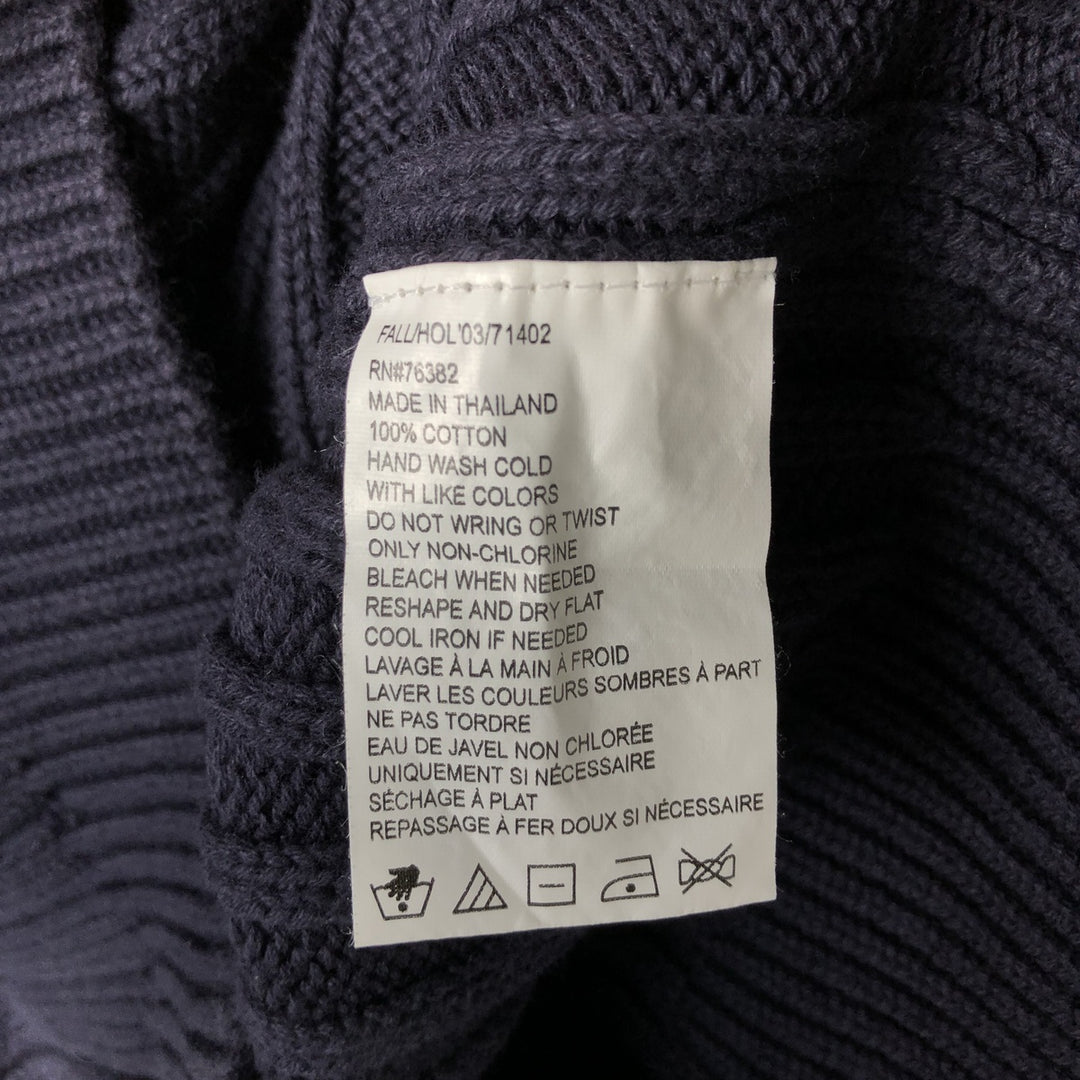 FALL/HOL'03/71402
RN#76382
MADE IN THAILAND
100% COTTON
HAND WASH COLD
WITH LIKE COLORS
DO NOT WRING OR TWIST
ONLY NON-CHLORINE
BLEACH WHEN NEEDED
RESHAPE AND DRY FLAT
COOL IRON IF NEEDED
LAVAGE À LA MAIN À FROID
LAVER LES COULEURS SOMBRES À PART
NE PAS TORDRE
EAU DE JAVEL NON CHLORÉE
UNIQUEMENT SI NÉCESSAIRE
SÉCHAGE À PLAT
REPASSAGE À FER DOUX SI NÉCESSAIRE